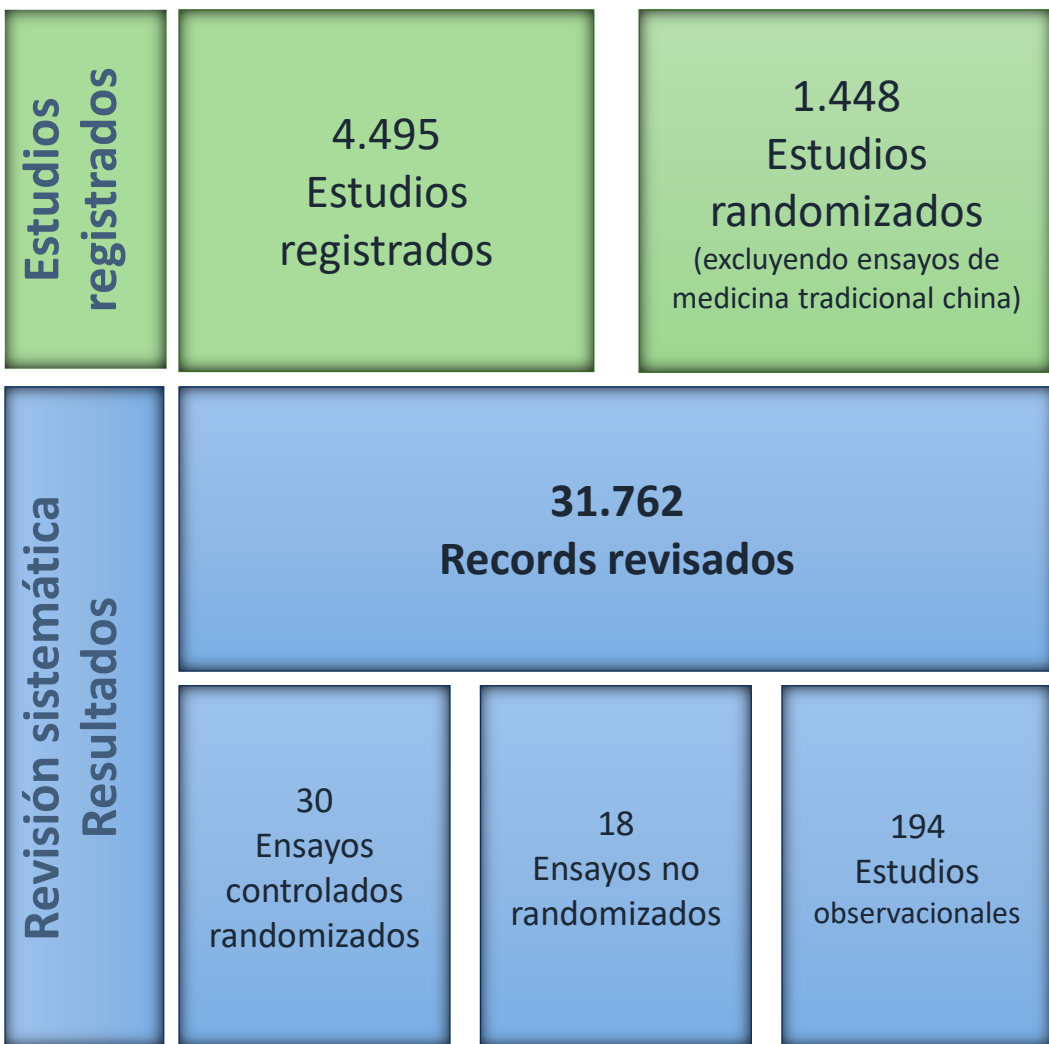 Estudios
registrados
4.495
Estudios
registrados
1.448
Estudios
randomizados
(excluyendo ensayos de
medicina tradicional china)
Revisión sistemática
Resultados
31.762
Records revisados
30
Ensayos
controlados
randomizados
18
Ensayos no
randomizados
194
Estudios
observacionales